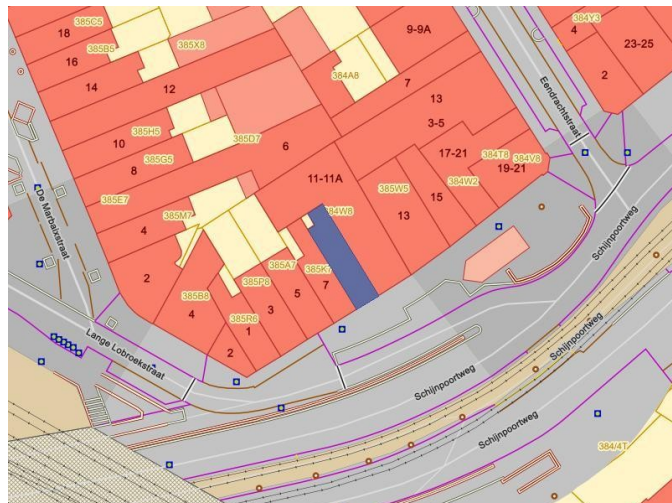 385C5
18
385B5
385X8
16
14
12
384A8
9-9A
7
13
3-5
384Y3
4
23-25
2
Eendrachtstraat
10
385H5
385G5
385D7
8
6
385E7
17-21
384T8
384V8
19-21
11-11A
385W5
384W2
15
13
De Marbaixstraat
385M7
384W8
4
2
385A7
385K7
385P8
385B8
4
385R6
1
3
5
7
2
Lange Lobroekstraat
Schijnpoortweg
Schijnpoortweg
Schijnpoortweg
Schijnpoortweg
384/4T